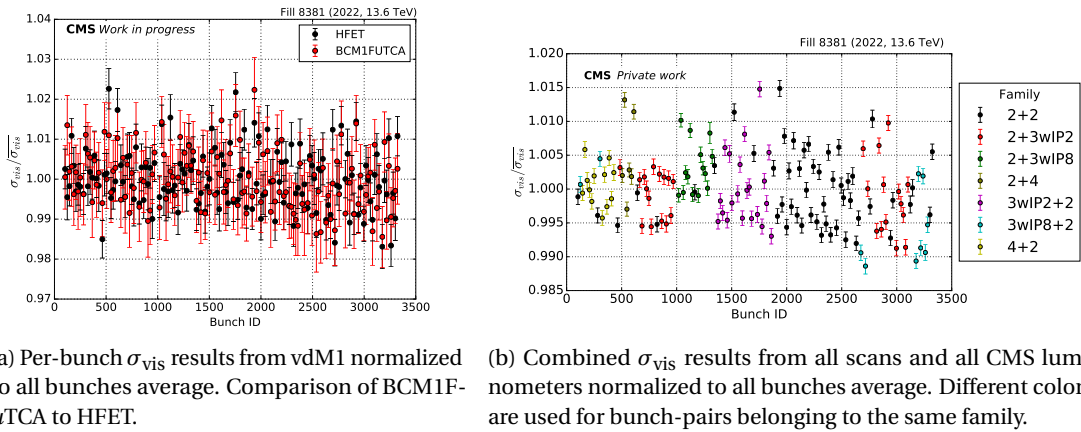 Fill 8381 (2022, 13.6 TeV)
CMS Work in progress
HFET
BCM1FUTCA
1.04
1.03
1.02
1.01
1.00
0.99
0.98
0.97
σvis/σvis
0 500 1000 1500 2000 2500 3000 3500
Bunch ID
Fill 8381 (2022, 13.6 TeV)
CMS Private work
1.020
1.015
1.010
1.005
1.000
0.995
0.990
0.985
σvis/σvis
0 500 1000 1500 2000 2500 3000 3500
Bunch ID
Family
2+2
2+3wIP2
2+3wIP8
2+4
3wIP2+2
3wIP8+2
4+2
a) Per-bunch σvis results from vdM1 normalized
o all bunches average. Comparison of BCM1F-
uTCA to HFET.
(b) Combined σvis results from all scans and all CMS lum
nometers normalized to all bunches average. Different color
are used for bunch-pairs belonging to the same family.